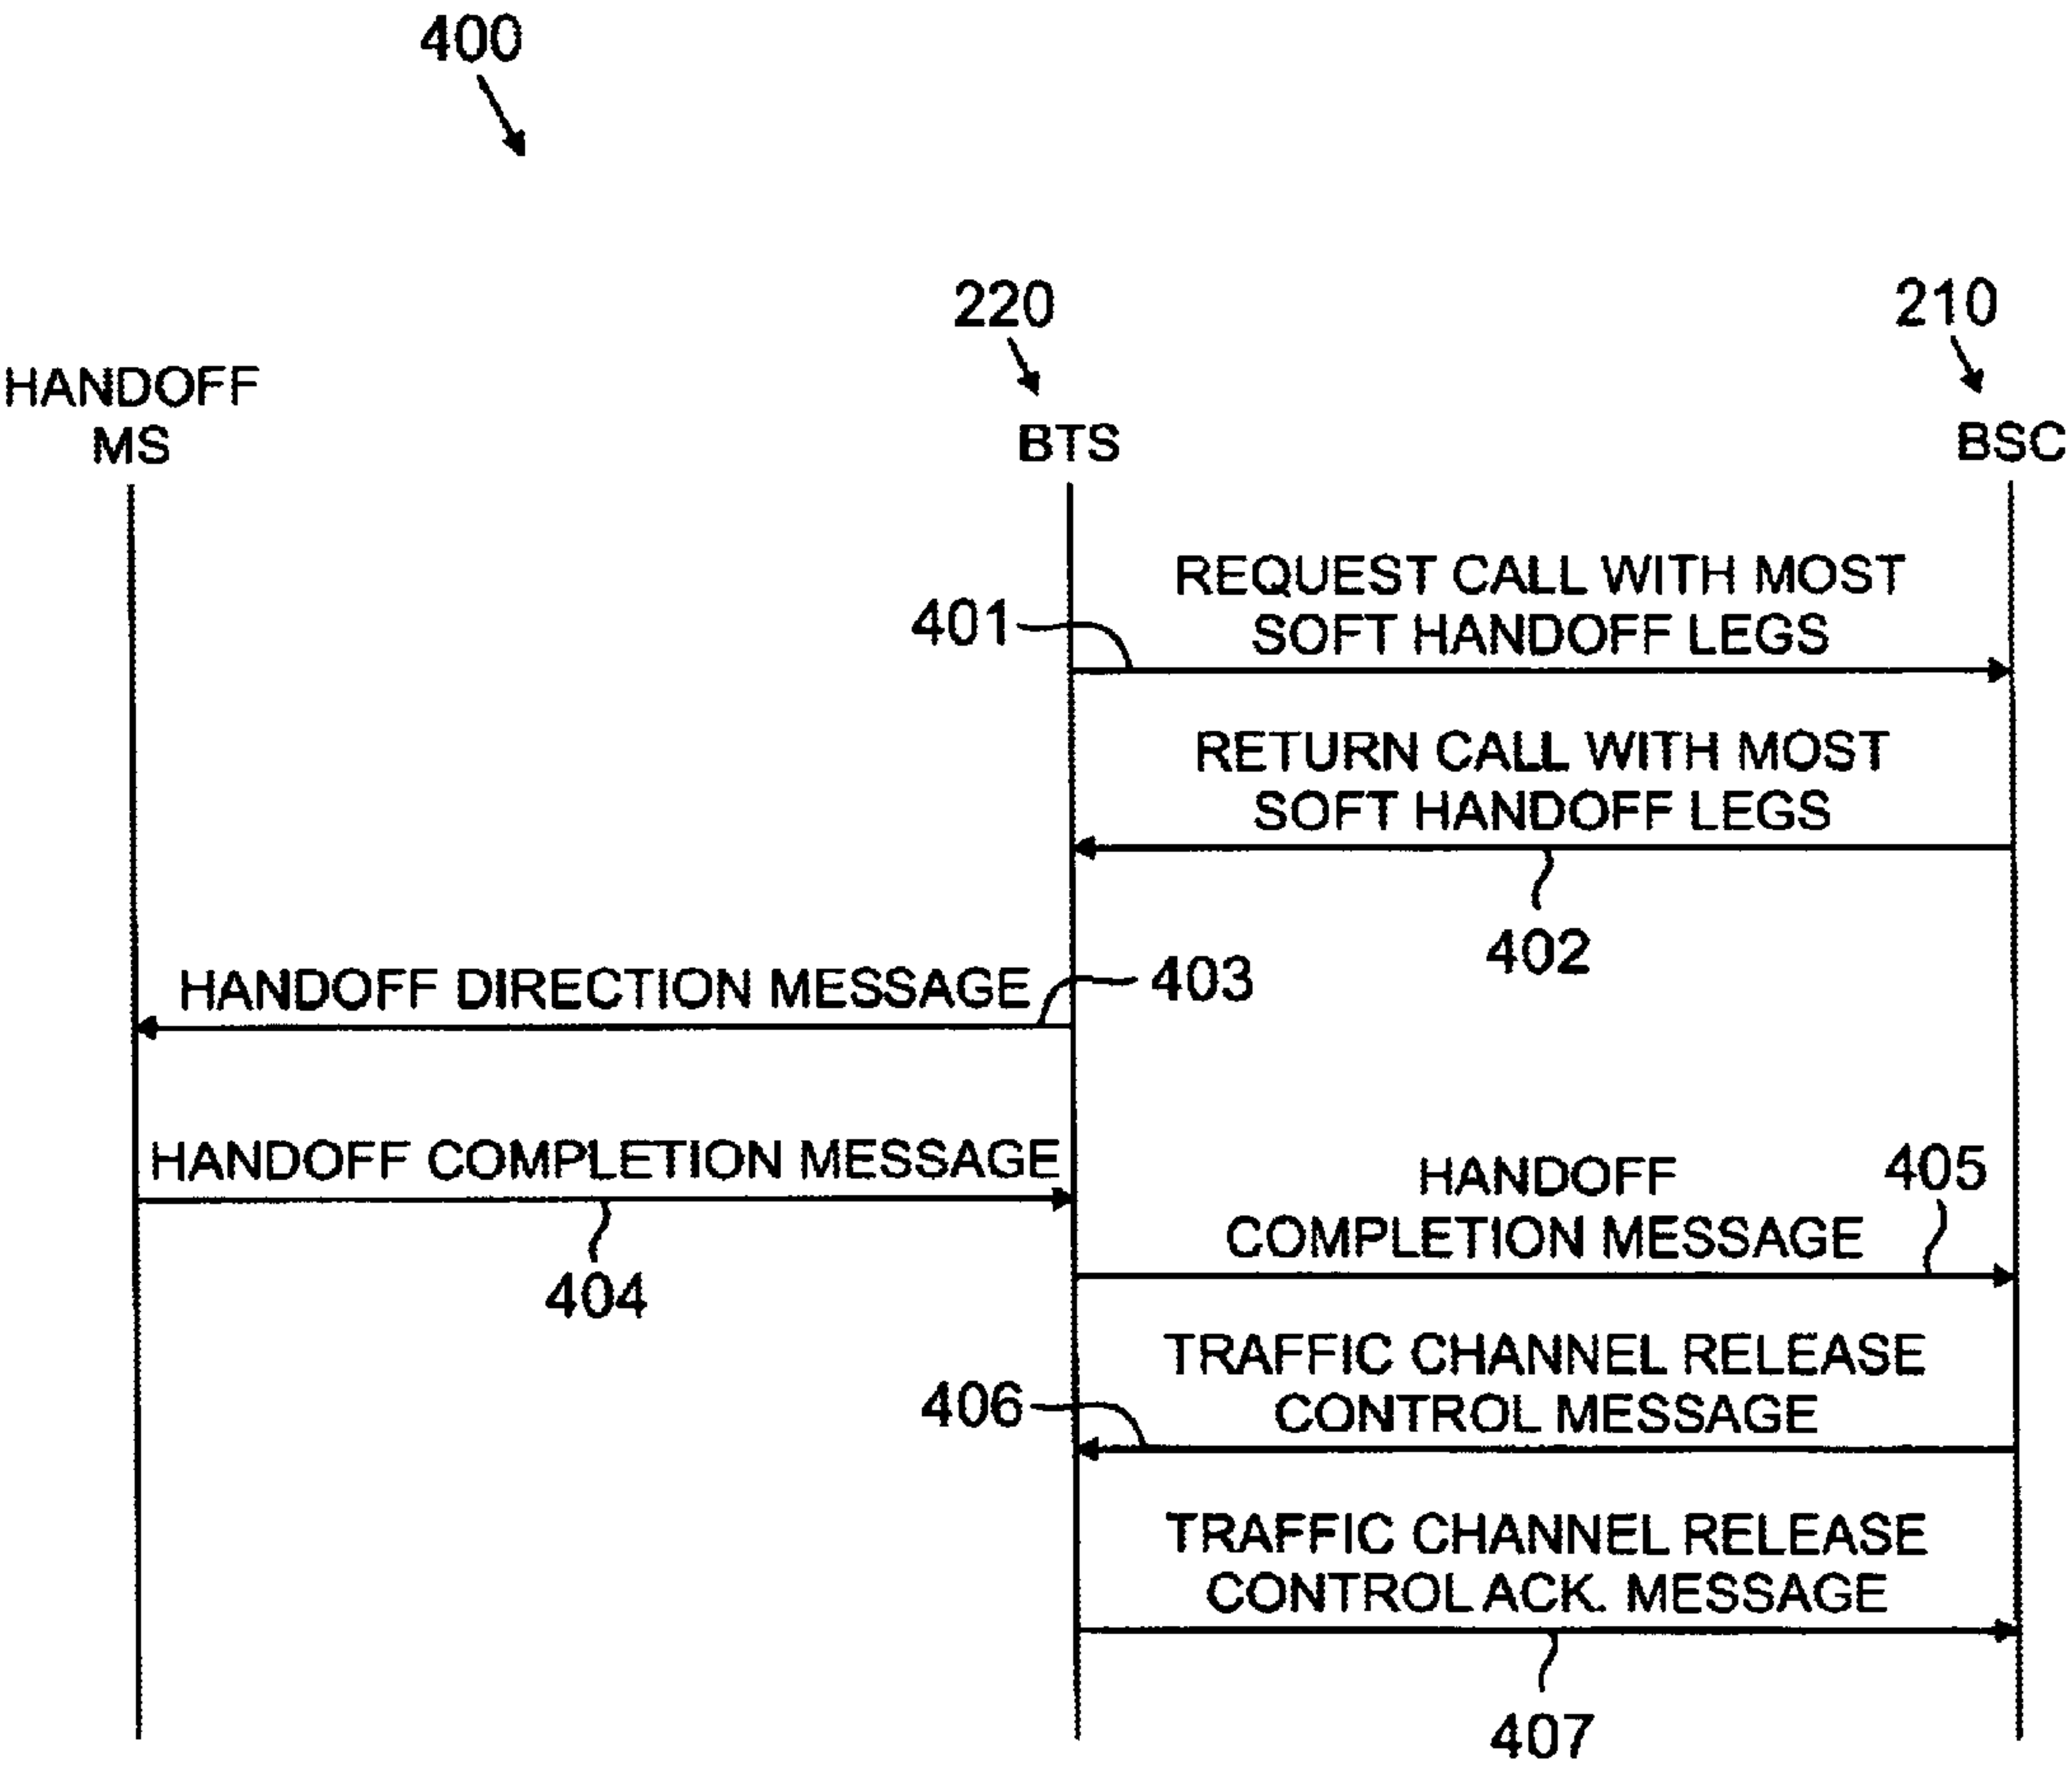 400
220
210
HANDOFF
MS
BTS
BSC
REQUEST CALL WITH MOST
SOFT HANDOFF LEGS
401
RETURN CALL WITH MOST
SOFT HANDOFF LEGS
402
HANDOFF DIRECTION MESSAGE
403
HANDOFF COMPLETION MESSAGE
404
HANDOFF
COMPLETION MESSAGE
405
TRAFFIC CHANNEL RELEASE
CONTROL MESSAGE
406
TRAFFIC CHANNEL RELEASE
CONTROL ACK. MESSAGE
407